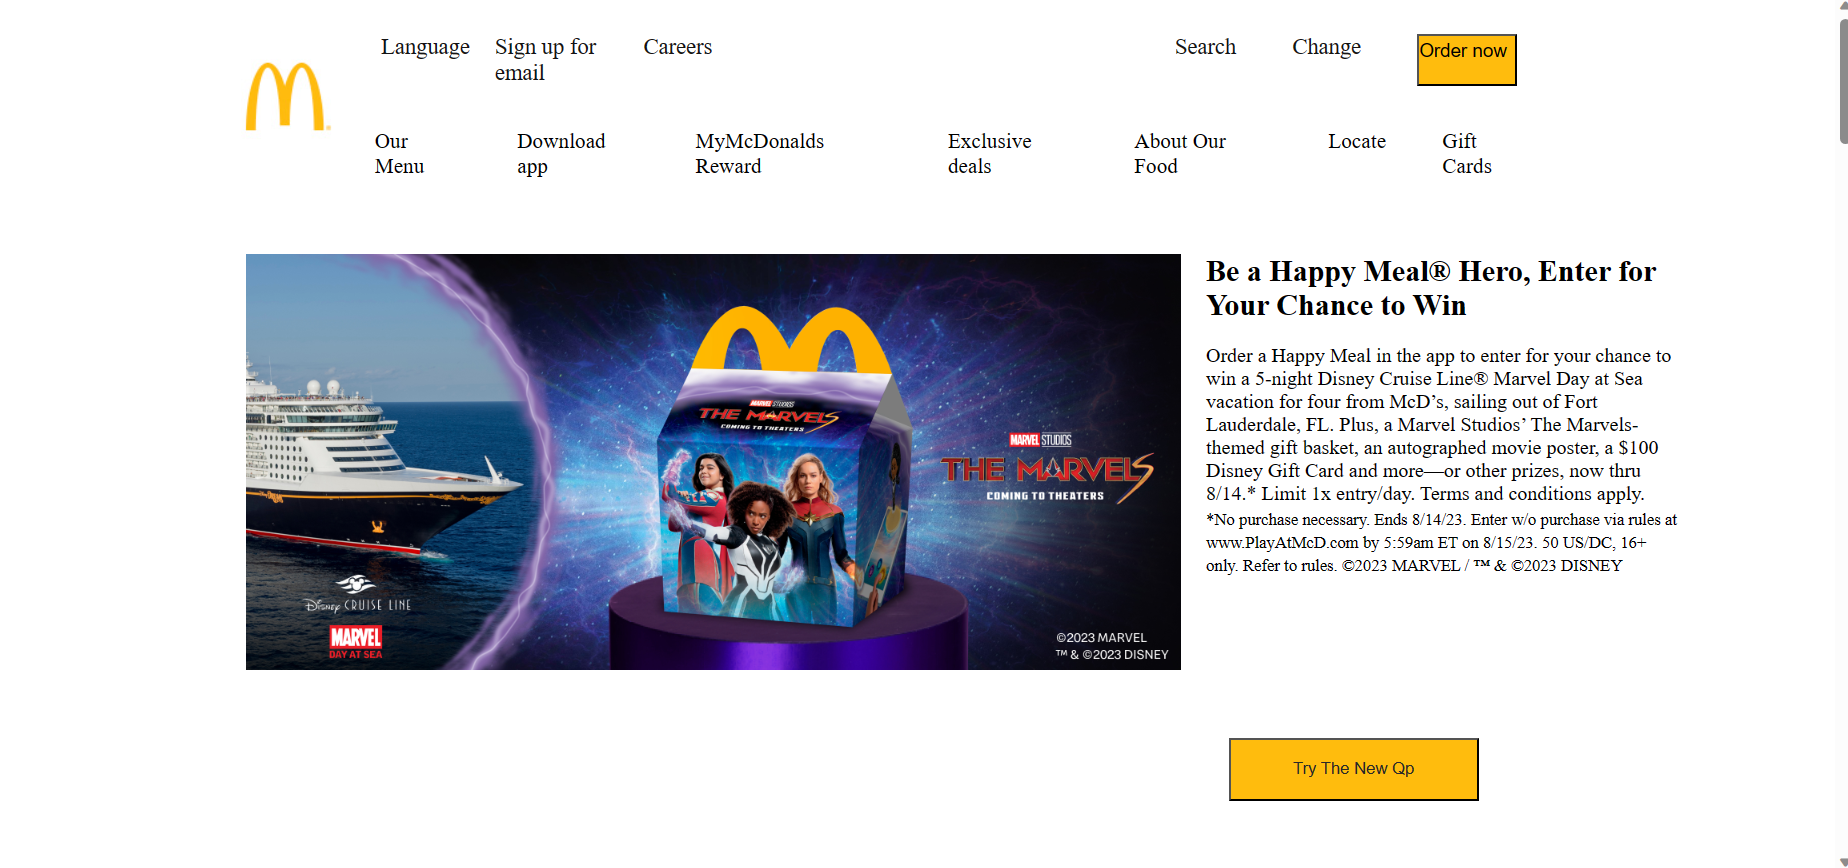 Language
Sign up for
email
Careers
Search
Change
Order now
Our
Menu
Download
app
MyMcDonalds
Reward
Exclusive
deals
About Our
Food
Locate
Gift
Cards
MARVEL STUDIOS
THE MARVELS
COMING TO THEATERS
MARVEL STUDIOS
THE MARVELS
COMING TO THEATERS
Disney CRUISE LINE
MARVEL
DAY AT SEA
©2023 MARVEL
™ & ©2023 DISNEY
Be a Happy Meal® Hero, Enter for
Your Chance to Win
Order a Happy Meal in the app to enter for your chance to
win a 5-night Disney Cruise Line® Marvel Day at Sea
vacation for four from McD’s, sailing out of Fort
Lauderdale, FL. Plus, a Marvel Studios’ The Marvels-
themed gift basket, an autographed movie poster, a $100
Disney Gift Card and more—or other prizes, now thru
8/14.* Limit 1x entry/day. Terms and conditions apply.
*No purchase necessary. Ends 8/14/23. Enter w/o purchase via rules at
www.PlayAtMcD.com by 5:59am ET on 8/15/23. 50 US/DC, 16+
only. Refer to rules. ©2023 MARVEL / ™ & ©2023 DISNEY
Try The New Qp